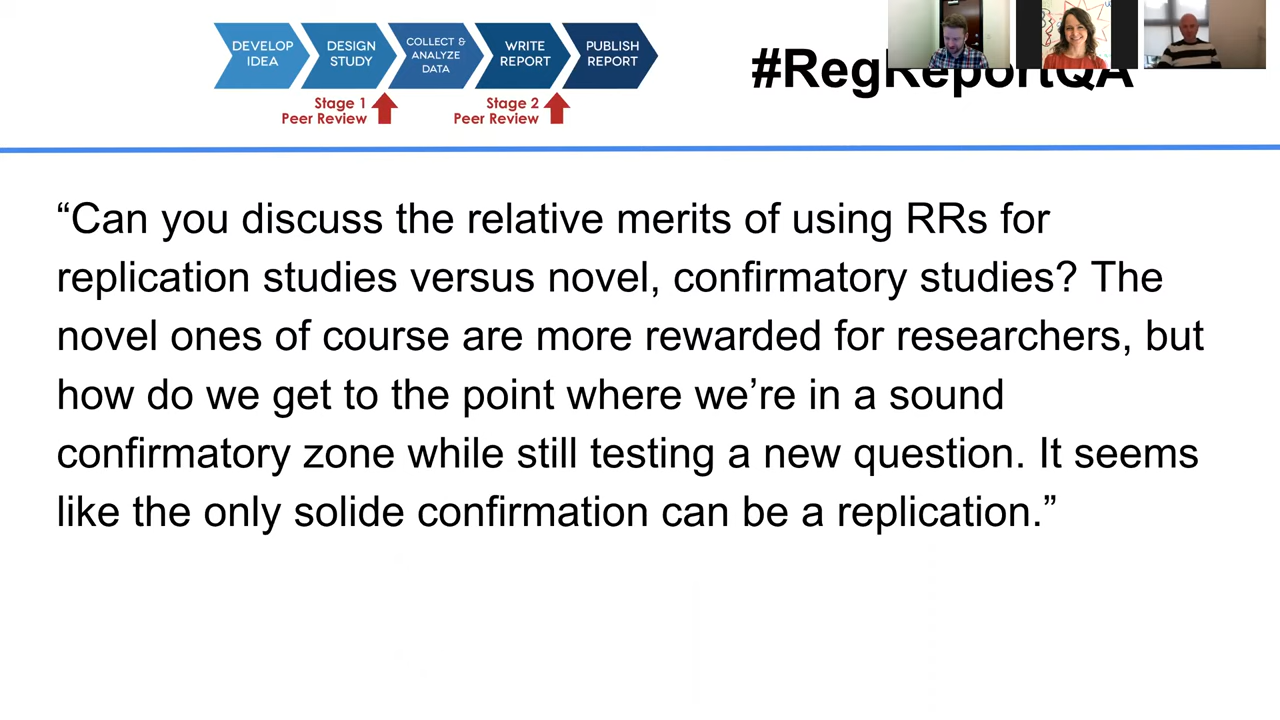 DEVELOP
IDEA
DESIGN
STUDY
COLLECT &
ANALYZE
DATA
WRITE
REPORT
PUBLISH
REPORT
Stage 1
Peer Review
Stage 2
Peer Review
#RegReportQA
“Can you discuss the relative merits of using RRs for
replication studies versus novel, confirmatory studies? The
novel ones of course are more rewarded for researchers, but
how do we get to the point where we’re in a sound
confirmatory zone while still testing a new question. It seems
like the only solide confirmation can be a replication.”